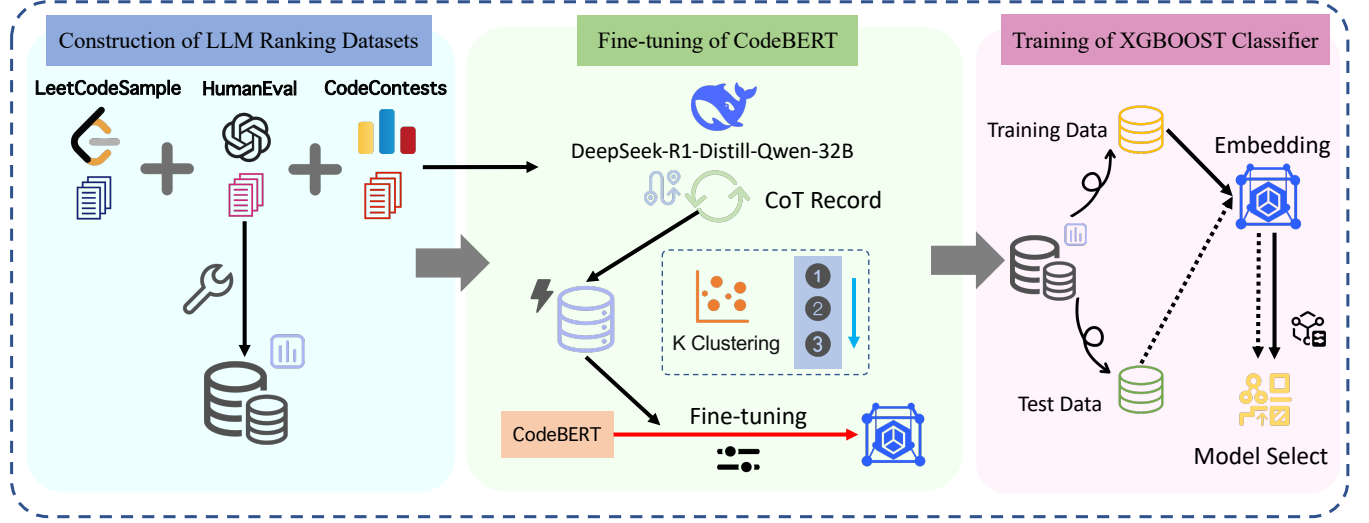 Construction of LLM Ranking Datasets
LeetCodeSample
HumanEval
CodeContests
Fine-tuning of CodeBERT
DeepSeek-R1-Distill-Qwen-32B
CoT Record
K Clustering
1
2
3
CodeBERT
Fine-tuning
Training of XGBOOST Classifier
Training Data
Embedding
Test Data
Model Select